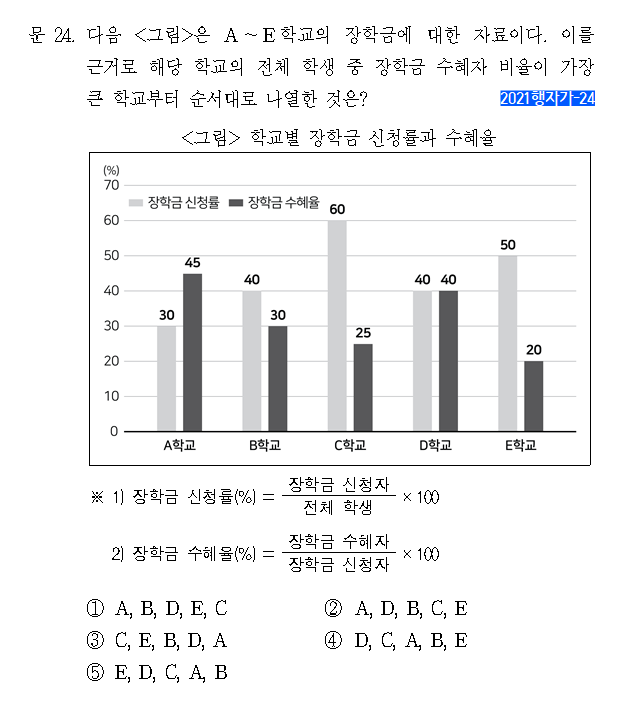 문 24. 다음 <그림>은 A ~ E학교의 장학금에 대한 자료이다. 이를
근거로 해당 학교의 전체 학생 중 장학금 수혜자 비율이 가장
큰 학교부터 순서대로 나열한 것은? 2021행자가-24
<그림> 학교별 장학금 신청률과 수혜율
(%)
70
장학금 신청률 장학금 수혜율
60
50
40
30
20
10
0
30 45
40 30
60 25
40 40
50 20
A학교 B학교 C학교 D학교 E학교
※ 1) 장학금 신청률(%) = 장학금 신청자 / 전체 학생 × 100
2) 장학금 수혜율(%) = 장학금 수혜자 / 장학금 신청자 × 100
① A, B, D, E, C ② A, D, B, C, E
③ C, E, B, D, A ④ D, C, A, B, E
⑤ E, D, C, A, B